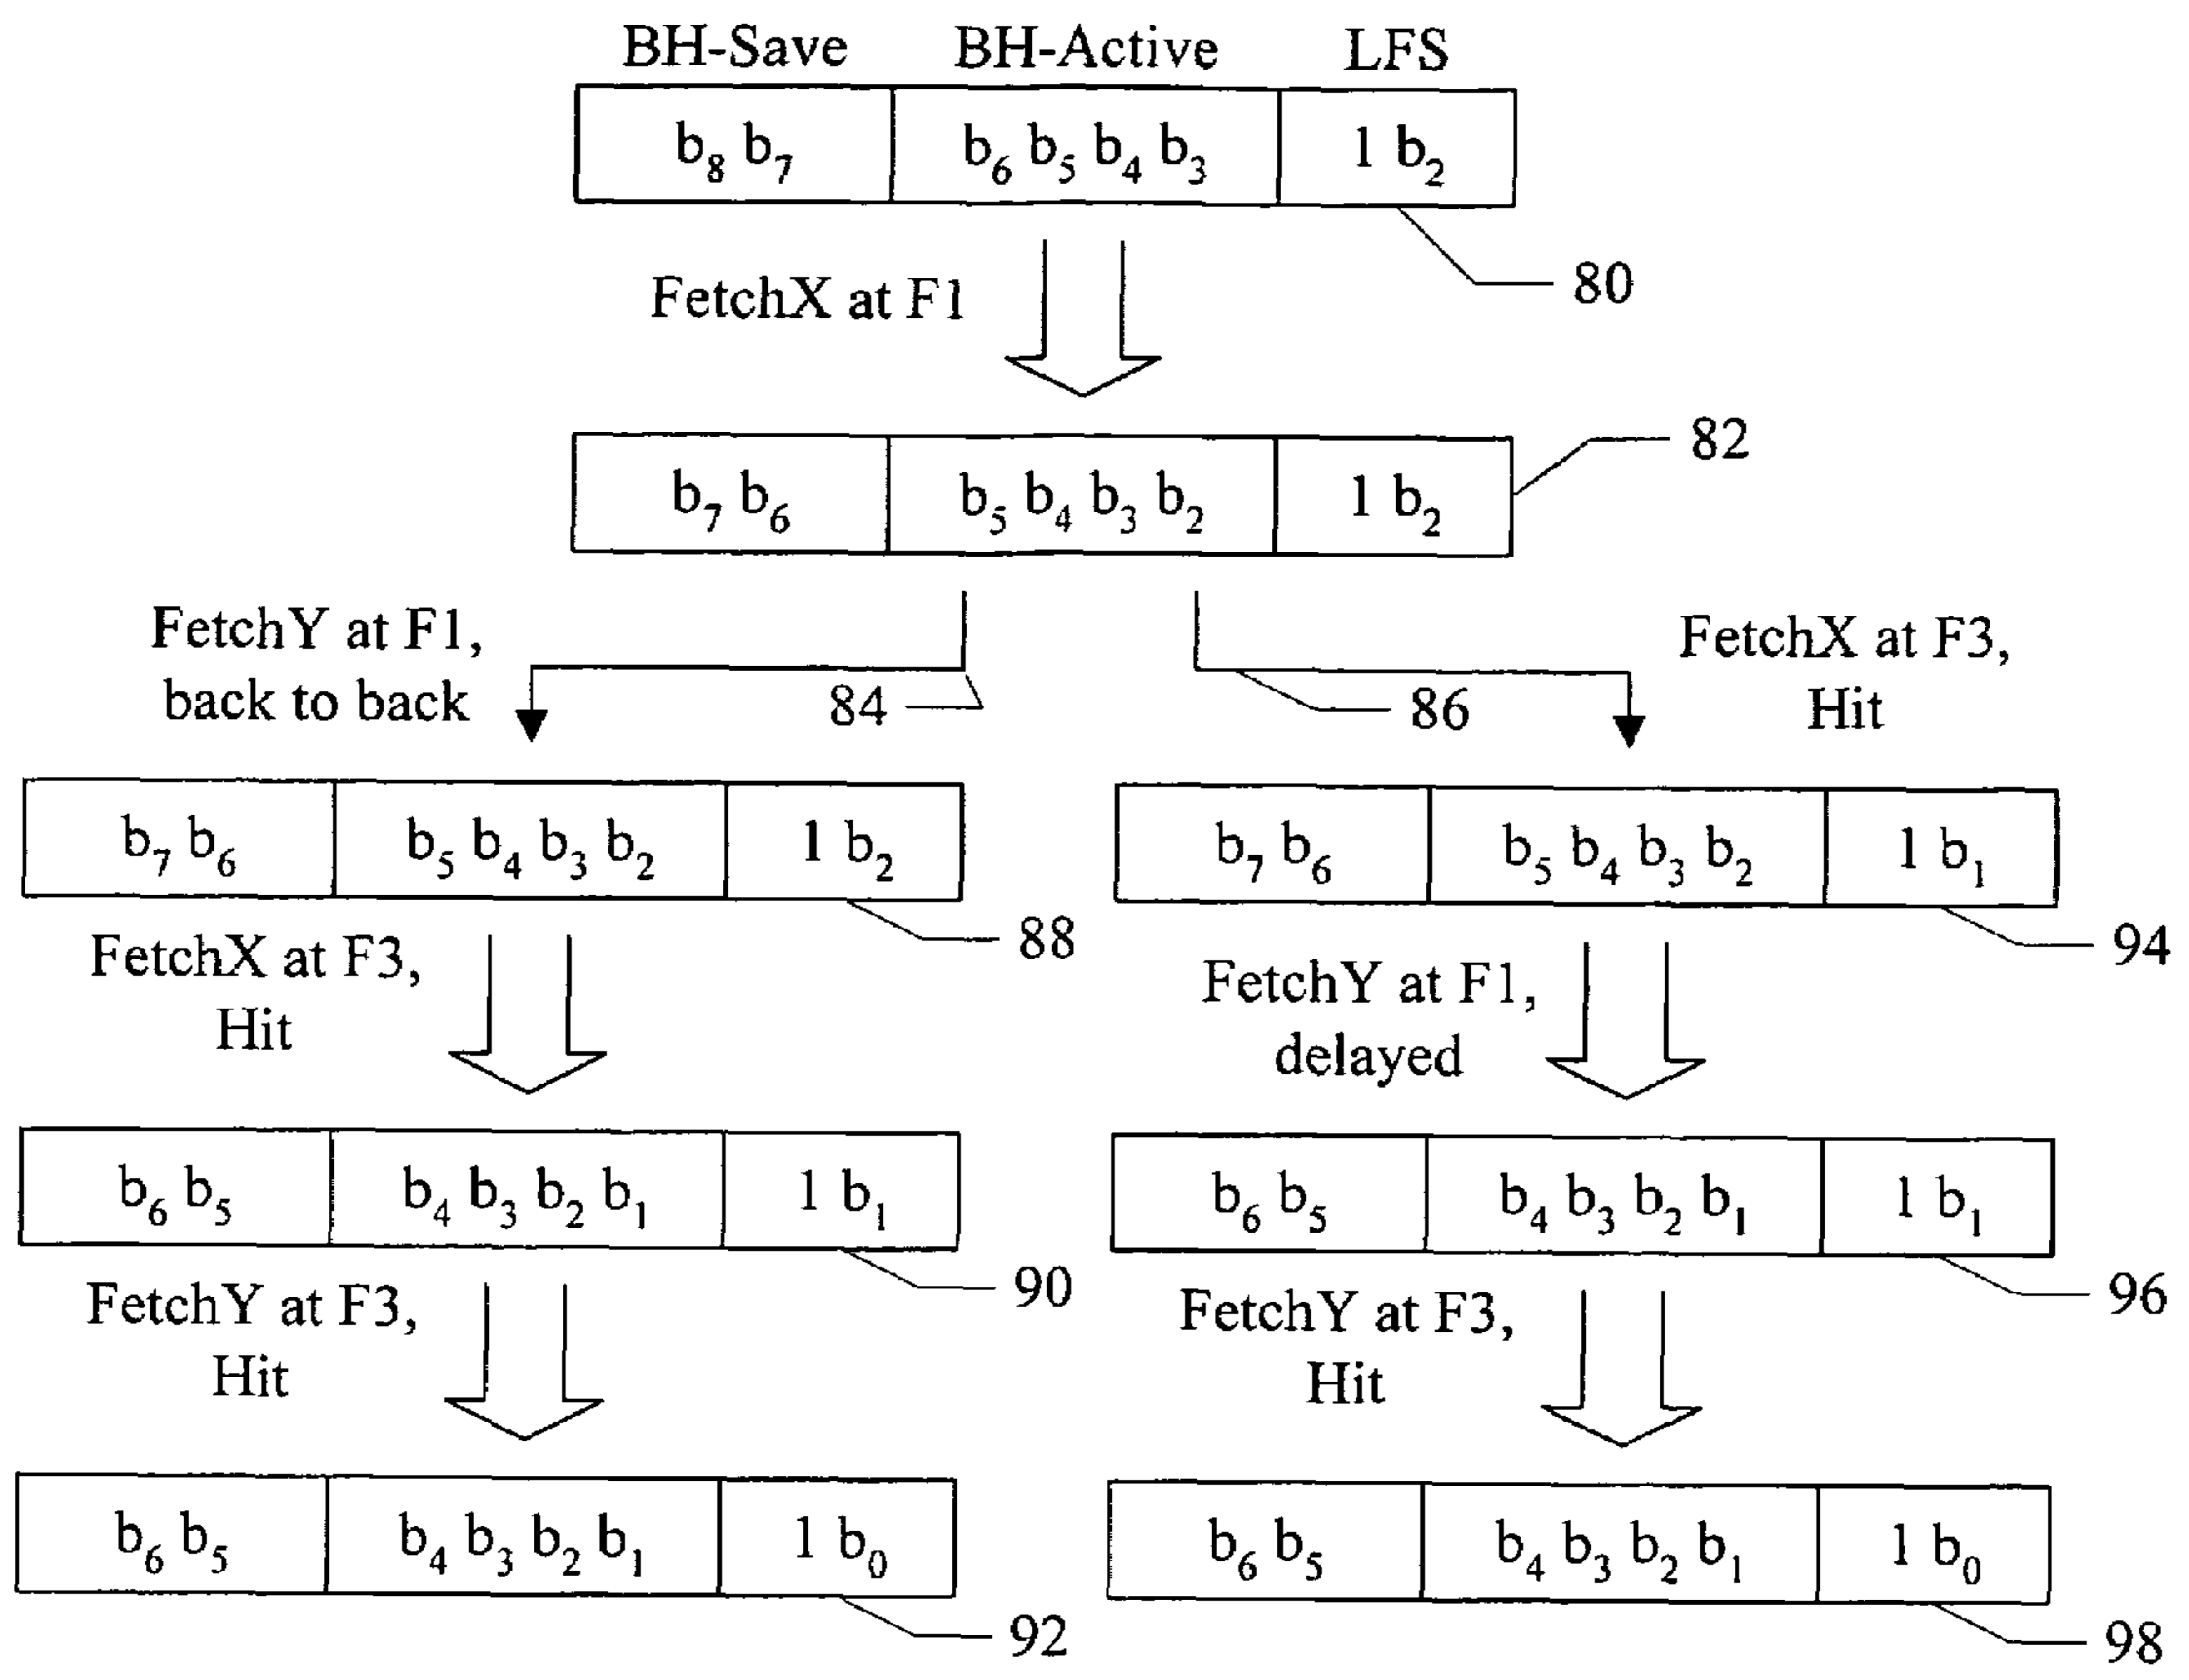 BH-Save BH-Active LFS
b₈ b₇ b₆ b₅ b₄ b₃ 1 b₂
80
FetchX at F1
82
b₇ b₆ b₅ b₄ b₃ b₂ 1 b₂
FetchY at F1,
back to back
84
86
FetchX at F3,
Hit
b₇ b₆ b₅ b₄ b₃ b₂ 1 b₂
88
b₇ b₆ b₅ b₄ b₃ b₂ 1 b₁
94
FetchX at F3,
Hit
FetchY at F1,
delayed
b₆ b₅ b₄ b₃ b₂ b₁ 1 b₁
90
b₆ b₅ b₄ b₃ b₂ b₁ 1 b₁
96
FetchY at F3,
Hit
FetchY at F3,
Hit
b₆ b₅ b₄ b₃ b₂ b₁ 1 b₀
92
b₆ b₅ b₄ b₃ b₂ b₁ 1 b₀
98